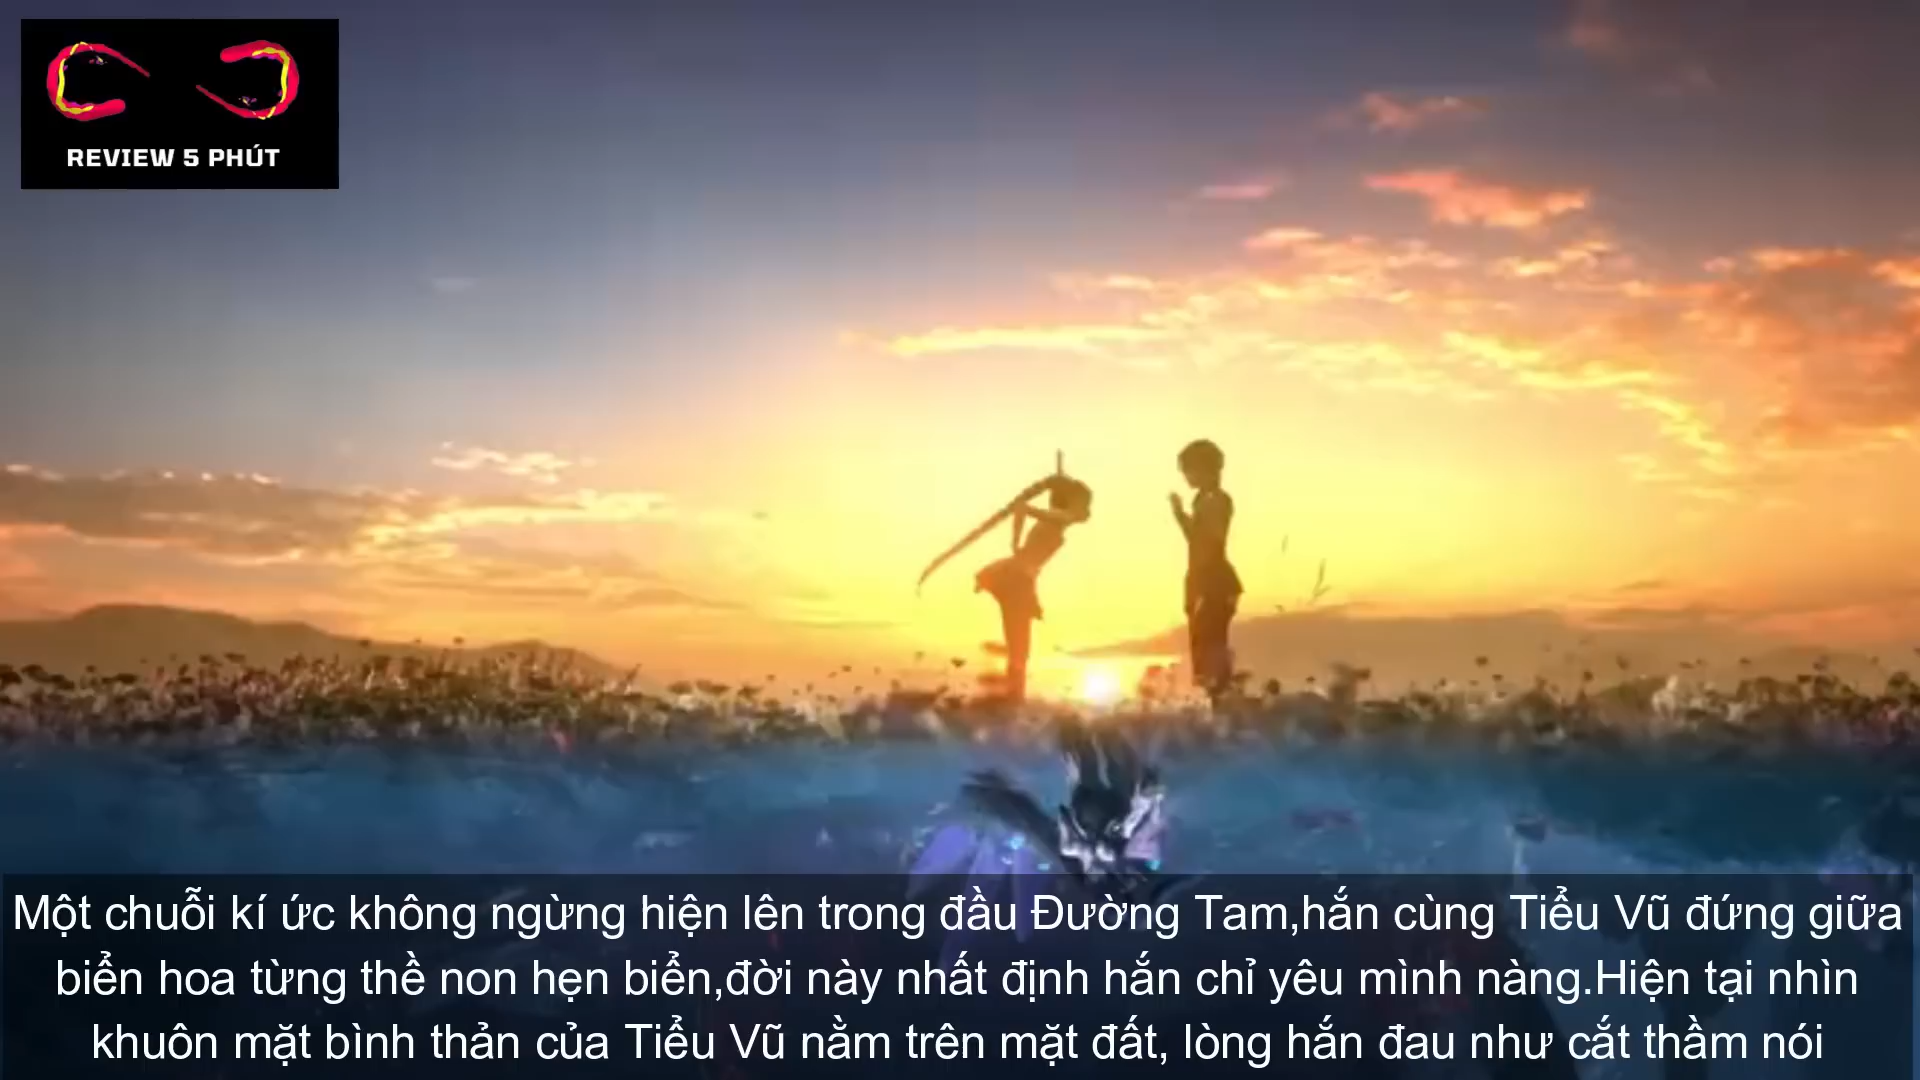 REVIEW 5 PHÚT
Một chuỗi kí ức không ngừng hiện lên trong đầu Đường Tam,hắn cùng Tiểu Vũ đứng giữa
biển hoa từng thề non hẹn biển,đời này nhất định hắn chỉ yêu mình nàng.Hiện tại nhìn
khuôn mặt bình thản của Tiểu Vũ nằm trên mặt đất, lòng hắn đau như cắt thầm nói